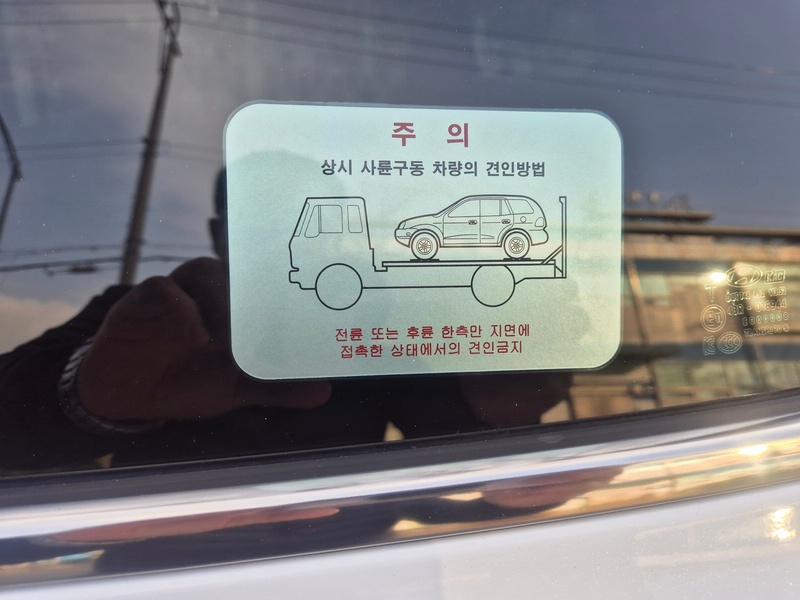 주 의
상시 사륜구동 차량의 견인방법
전륜 또는 후륜 한측만 지면에
접촉한 상태에서의 견인금지